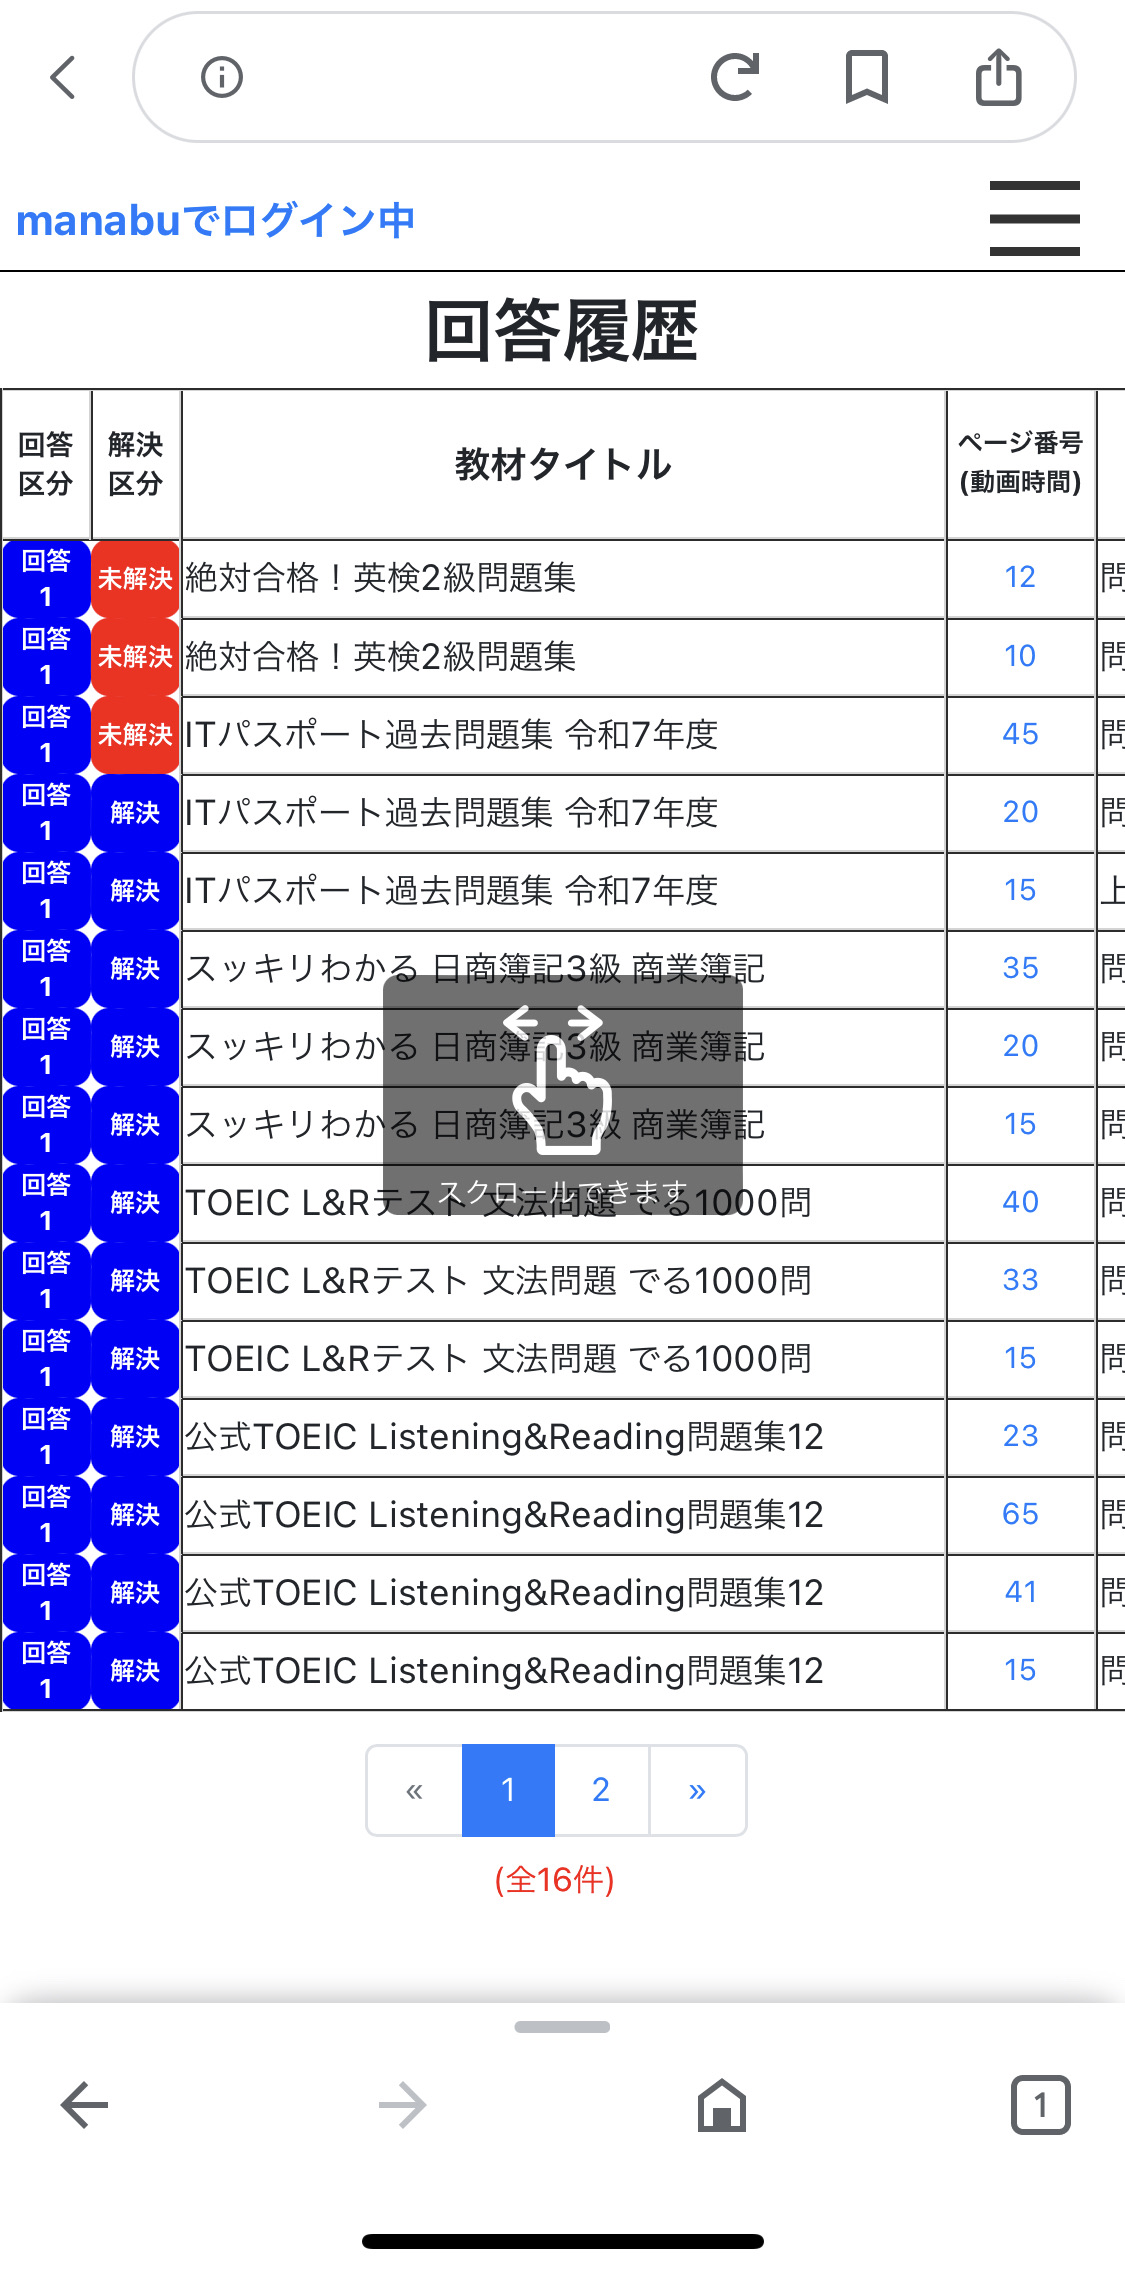 manabuでログイン中
回答履歴
回答区分 解決区分 教材タイトル ページ番号(動画時間)
回答1 未解決 絶対合格！英検2級問題集 12 問
回答1 未解決 絶対合格！英検2級問題集 10 問
回答1 未解決 ITパスポート過去問題集 令和7年度 45 問
回答1 解決 ITパスポート過去問題集 令和7年度 20 問
回答1 解決 ITパスポート過去問題集 令和7年度 15 上
回答1 解決 スッキリわかる 日商簿記3級 商業簿記 35 問
回答1 解決 スッキリわかる 日商簿記3級 商業簿記 20 問
回答1 解決 スッキリわかる 日商簿記3級 商業簿記 15 問
回答1 解決 TOEIC L&Rテスト 文法問題 でる1000問 40 問
スクロールできます
回答1 解決 TOEIC L&Rテスト 文法問題 でる1000問 33 問
回答1 解決 TOEIC L&Rテスト 文法問題 でる1000問 15 問
回答1 解決 公式TOEIC Listening&Reading問題集12 23 問
回答1 解決 公式TOEIC Listening&Reading問題集12 65 問
回答1 解決 公式TOEIC Listening&Reading問題集12 41 問
回答1 解決 公式TOEIC Listening&Reading問題集12 15 問
« 1 2 »
(全16件)
1